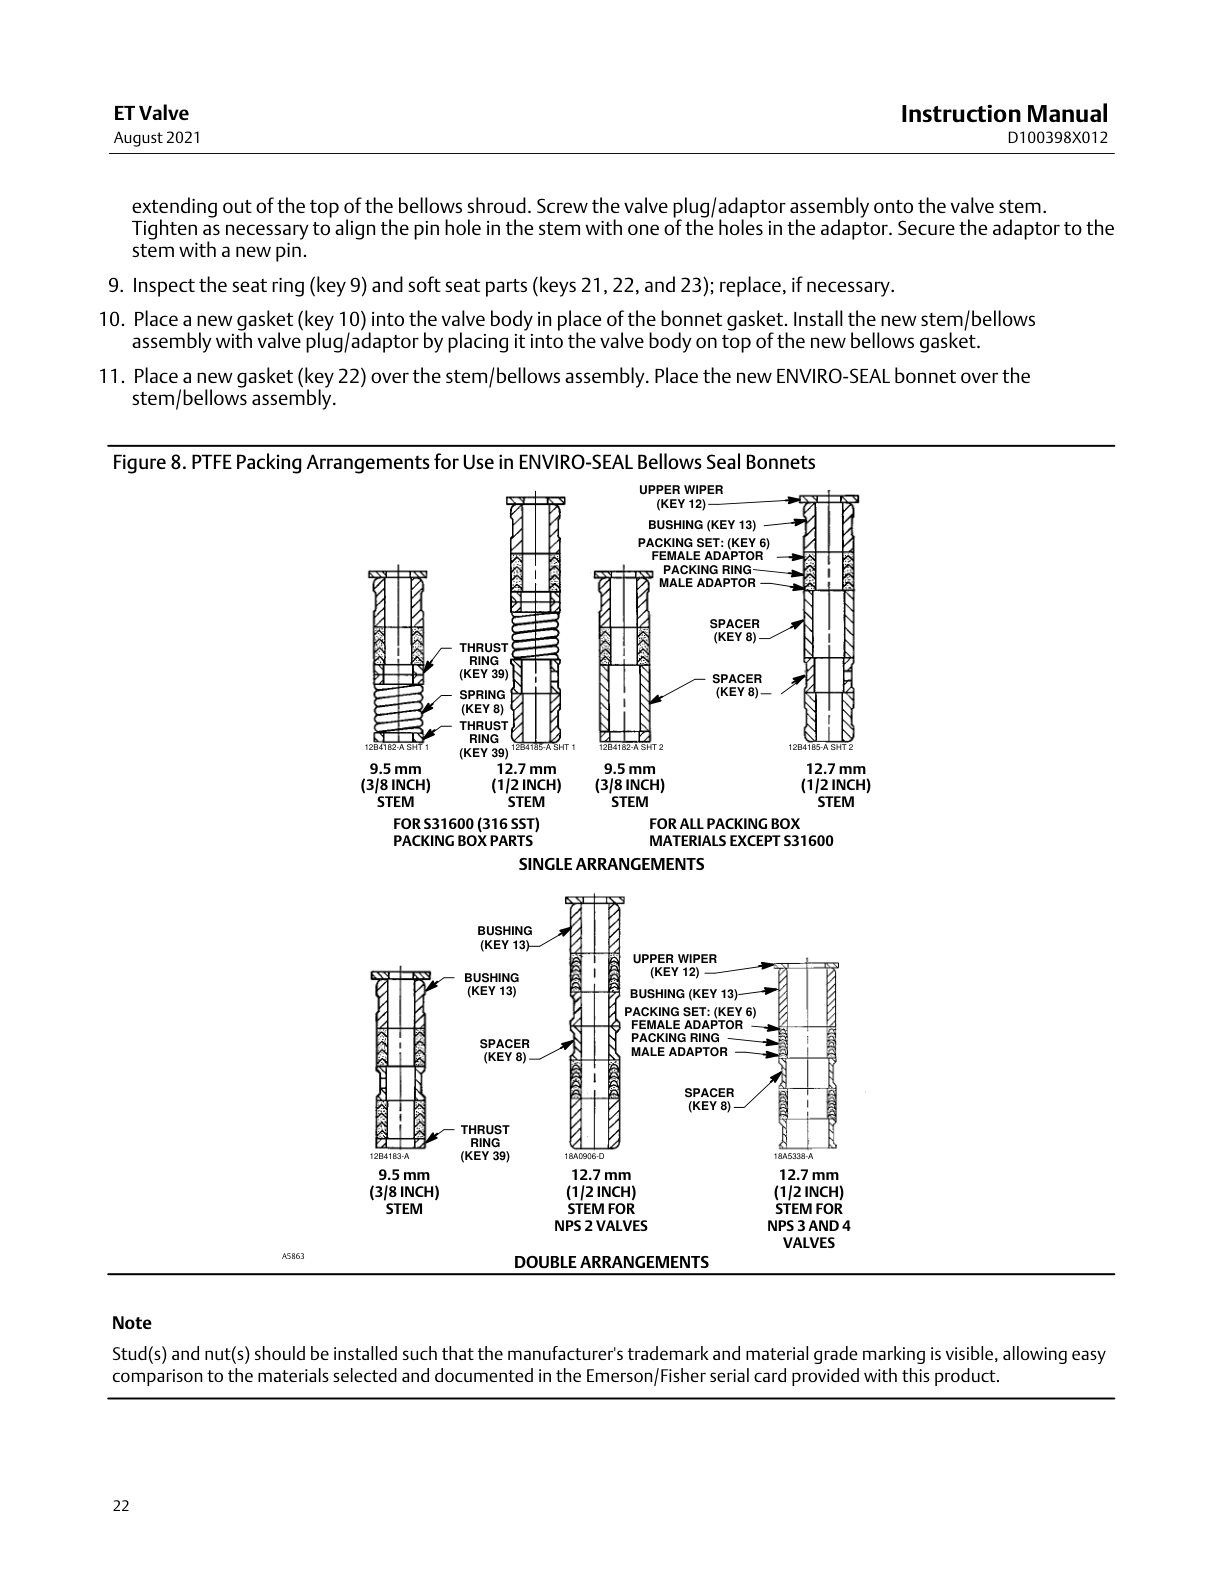 ET Valve
August 2021
Instruction Manual
D100398X012
extending out of the top of the bellows shroud. Screw the valve plug/adaptor assembly onto the valve stem.
Tighten as necessary to align the pin hole in the stem with one of the holes in the adaptor. Secure the adaptor to the
stem with a new pin.
9. Inspect the seat ring (key 9) and soft seat parts (keys 21, 22, and 23); replace, if necessary.
10. Place a new gasket (key 10) into the valve body in place of the bonnet gasket. Install the new stem/bellows
assembly with valve plug/adaptor by placing it into the valve body on top of the new bellows gasket.
11. Place a new gasket (key 22) over the stem/bellows assembly. Place the new ENVIRO-SEAL bonnet over the
stem/bellows assembly.
Figure 8. PTFE Packing Arrangements for Use in ENVIRO-SEAL Bellows Seal Bonnets
UPPER WIPER
(KEY 12)
BUSHING (KEY 13)
PACKING SET: (KEY 6)
FEMALE ADAPTOR
PACKING RING
MALE ADAPTOR
SPACER
(KEY 8)
SPACER
(KEY 8)
THRUST
RING
(KEY 39)
SPRING
(KEY 8)
THRUST
RING
(KEY 39)
12B4182-A SHT 1
12B4185-A SHT 1
12B4182-A SHT 2
12B4185-A SHT 2
9.5 mm
(3/8 INCH)
STEM
12.7 mm
(1/2 INCH)
STEM
9.5 mm
(3/8 INCH)
STEM
12.7 mm
(1/2 INCH)
STEM
FOR S31600 (316 SST)
PACKING BOX PARTS
FOR ALL PACKING BOX
MATERIALS EXCEPT S31600
SINGLE ARRANGEMENTS
BUSHING
(KEY 13)
BUSHING
(KEY 13)
SPACER
(KEY 8)
THRUST
RING
(KEY 39)
UPPER WIPER
(KEY 12)
BUSHING (KEY 13)
PACKING SET: (KEY 6)
FEMALE ADAPTOR
PACKING RING
MALE ADAPTOR
SPACER
(KEY 8)
12B4183-A
18A0906-D
18A5338-A
9.5 mm
(3/8 INCH)
STEM
12.7 mm
(1/2 INCH)
STEM FOR
NPS 2 VALVES
12.7 mm
(1/2 INCH)
STEM FOR
NPS 3 AND 4
VALVES
A5863
DOUBLE ARRANGEMENTS
Note
Stud(s) and nut(s) should be installed such that the manufacturer's trademark and material grade marking is visible, allowing easy
comparison to the materials selected and documented in the Emerson/Fisher serial card provided with this product.
22